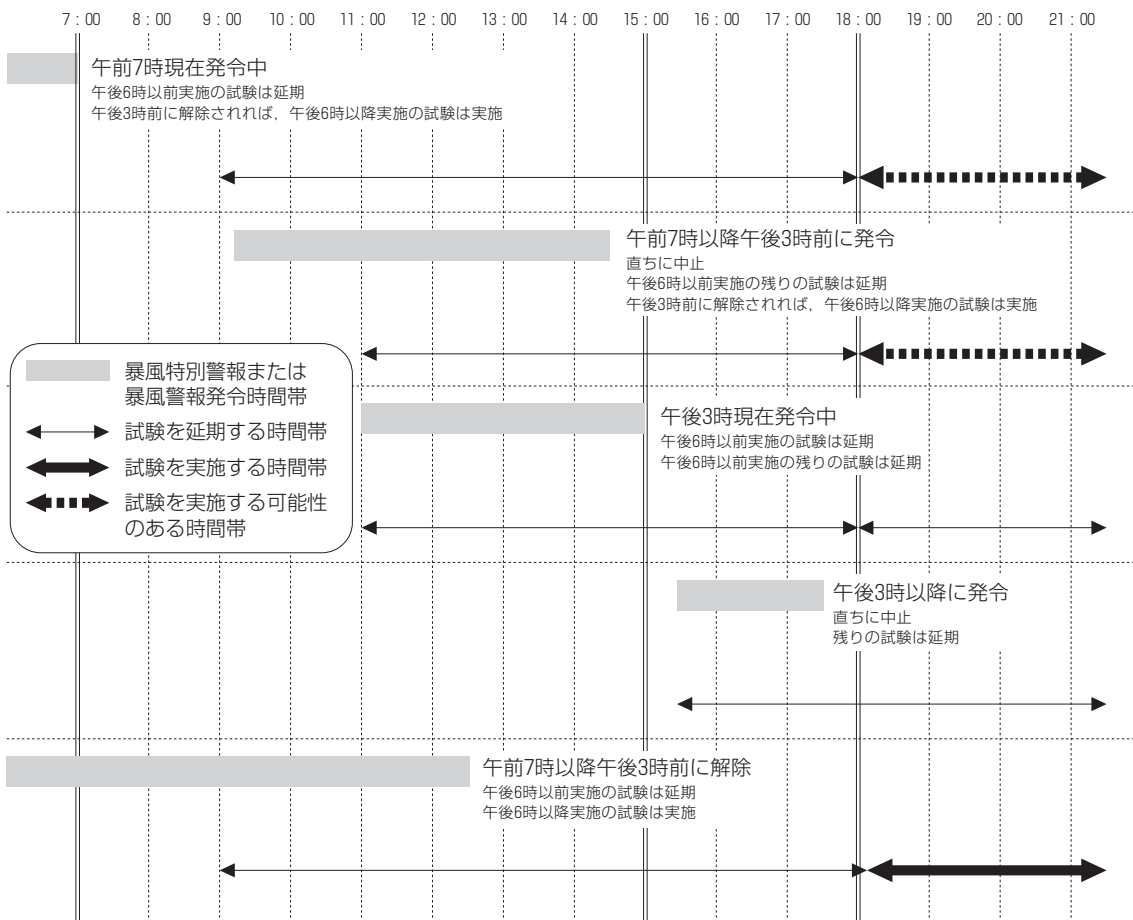 7：00 8：00 9：00 10：00 11：00 12：00 13：00 14：00 15：00 16：00 17：00 18：00 19：00 20：00 21：00
午前7時現在発令中
午後6時以前実施の試験は延期
午後3時前に解除されれば，午後6時以降実施の試験は実施
午前7時以降午後3時前に発令
直ちに中止
午後6時以前実施の残りの試験は延期
午後3時前に解除されれば，午後6時以降実施の試験は実施
暴風特別警報または
暴風警報発令時間帯
試験を延期する時間帯
試験を実施する時間帯
試験を実施する可能性
のある時間帯
午後3時現在発令中
午後6時以前実施の試験は延期
午後6時以前実施の残りの試験は延期
午後3時以降に発令
直ちに中止
残りの試験は延期
午前7時以降午後3時前に解除
午後6時以前実施の試験は延期
午後6時以降実施の試験は実施